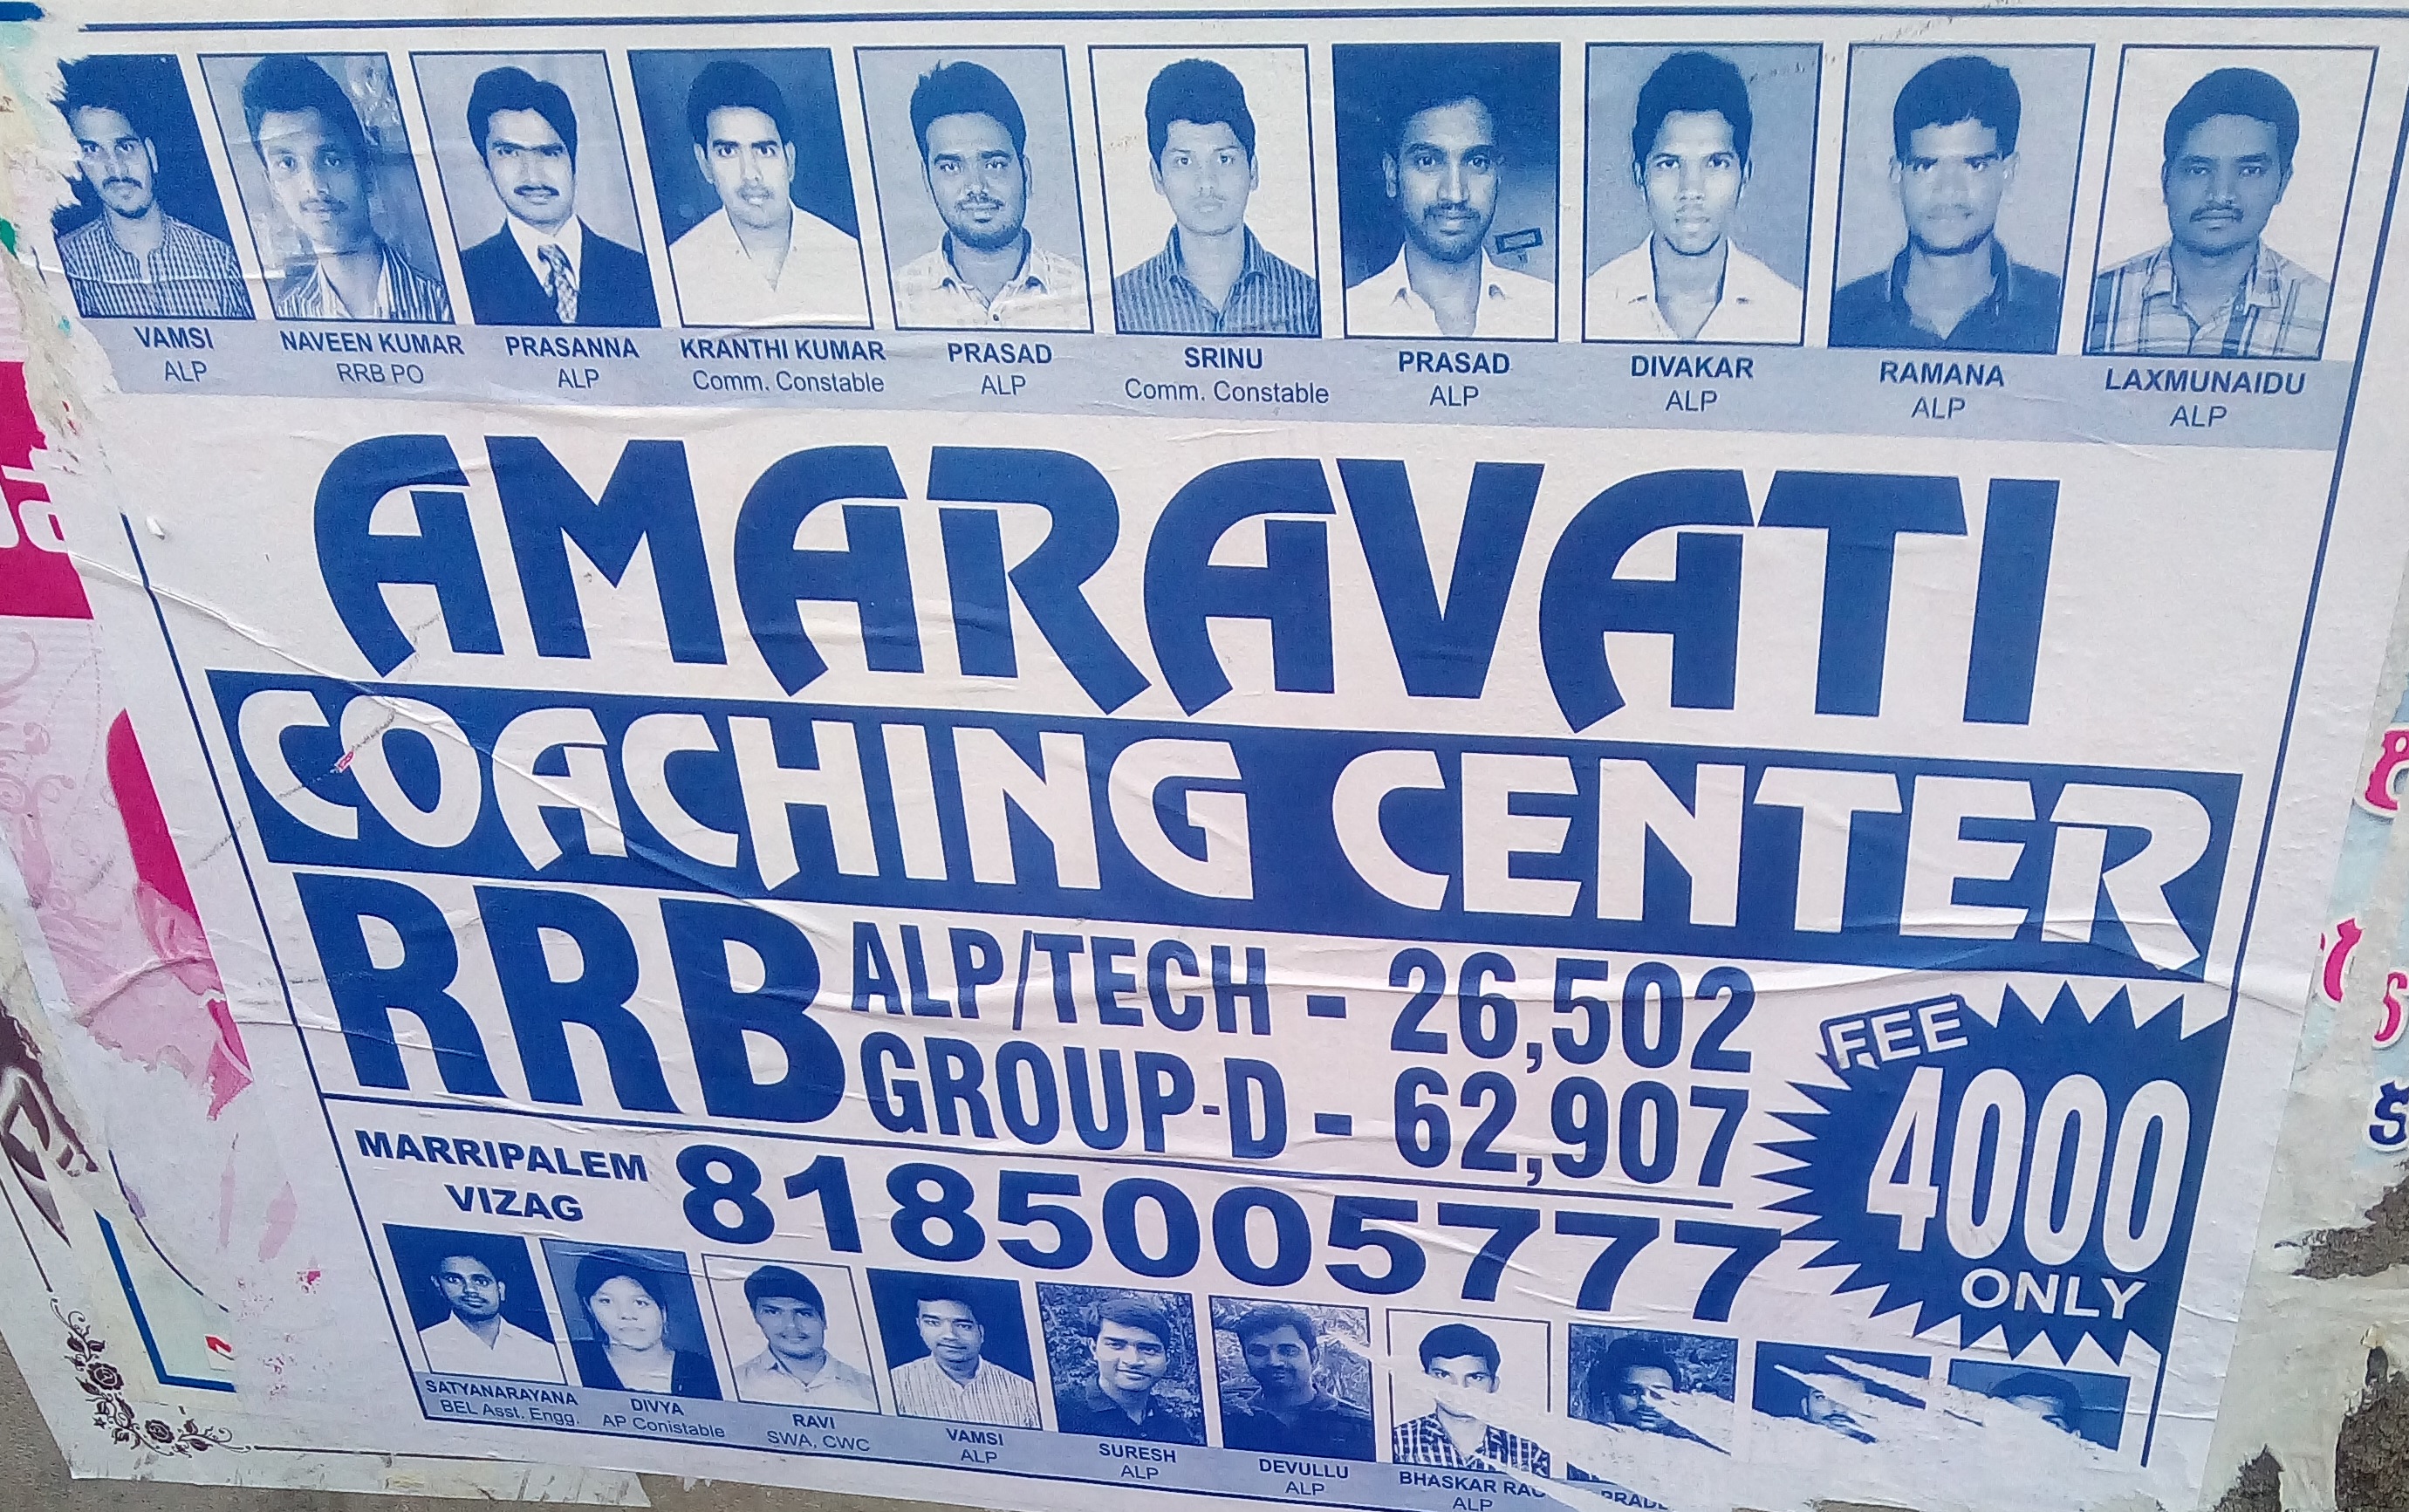 VAMSI
ALP
NAVEEN KUMAR
RRB PO
PRASANNA
ALP
KRANTHI KUMAR
Comm. Constable
PRASAD
ALP
SRINU
Comm. Constable
PRASAD
ALP
DIVAKAR
ALP
RAMANA
ALP
LAXMUNAIDU
ALP
AMARAVATI
COACHING CENTER
RRB
ALP/TECH - 26,502
GROUP-D - 62,907
FEE
4000
ONLY
MARRIPALEM
VIZAG
8185005777
SATYANARAYANA
BEL Asst. Engg.
DIVYA
AP Conistable
RAVI
SWA, CWC
VAMSI
ALP
SURESH
ALP
DEVULLU
ALP
BHASKAR RAO
ALP